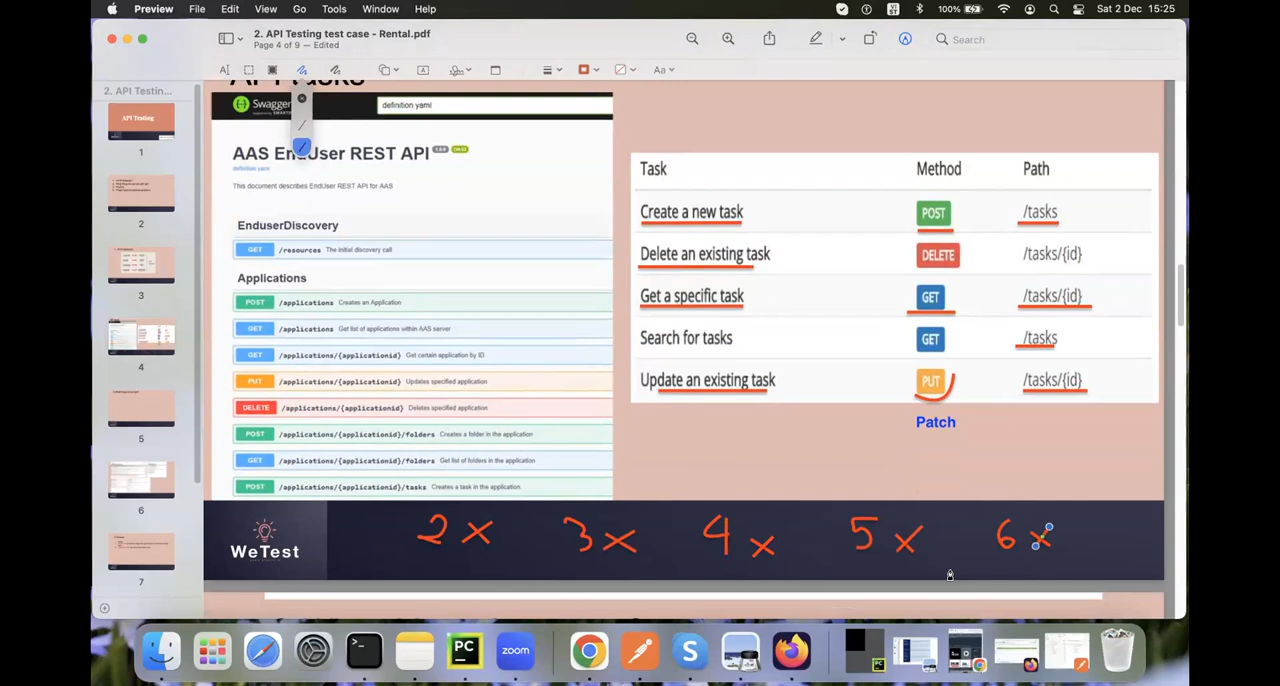 Preview File Edit View Go Tools Window Help 100% Sat 2 Dec 15:25
2. API Testing test case - Rental.pdf
Page 4 of 9 – Edited
Search
2. API Testin...
API tasks
Swagger
definition yaml
AAS EndUser REST API
definition yaml
This document describes EndUser REST API for AAS
EnduserDiscovery
GET /resources The initial discovery call
Applications
POST /applications Creates an Application
GET /applications Get list of applications within AAS server
GET /applications/{applicationid} Get certain application by ID
PUT /applications/{applicationid} Updates specified application
DELETE /applications/{applicationid} Deletes specified application
POST /applications/{applicationid}/folders Creates a folder in the application
GET /applications/{applicationid}/folders Get list of folders in the application
POST /applications/{applicationid}/tasks Creates a task in the application
Task Method Path
Create a new task POST /tasks
Delete an existing task DELETE /tasks/{id}
Get a specific task GET /tasks/{id}
Search for tasks GET /tasks
Update an existing task PUT /tasks/{id}
Patch
WeTest
2x 3x 4x 5x 6x
API Testing
1
2
3
4
5
6
7
PC
zoom